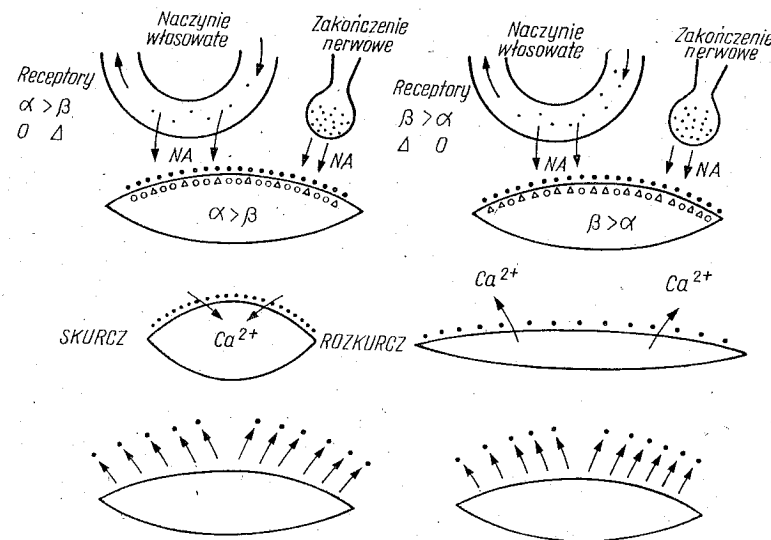 Naczynie
włosowate
Zakończenie
nerwowe
Receptory
α > β
O Δ
NA
NA
α > β
Naczynie
włosowate
Zakończenie
nerwowe
Receptory
β > α
Δ O
NA
NA
β > α
SKURCZ
Ca²⁺
ROZKURCZ
Ca²⁺
Ca²⁺